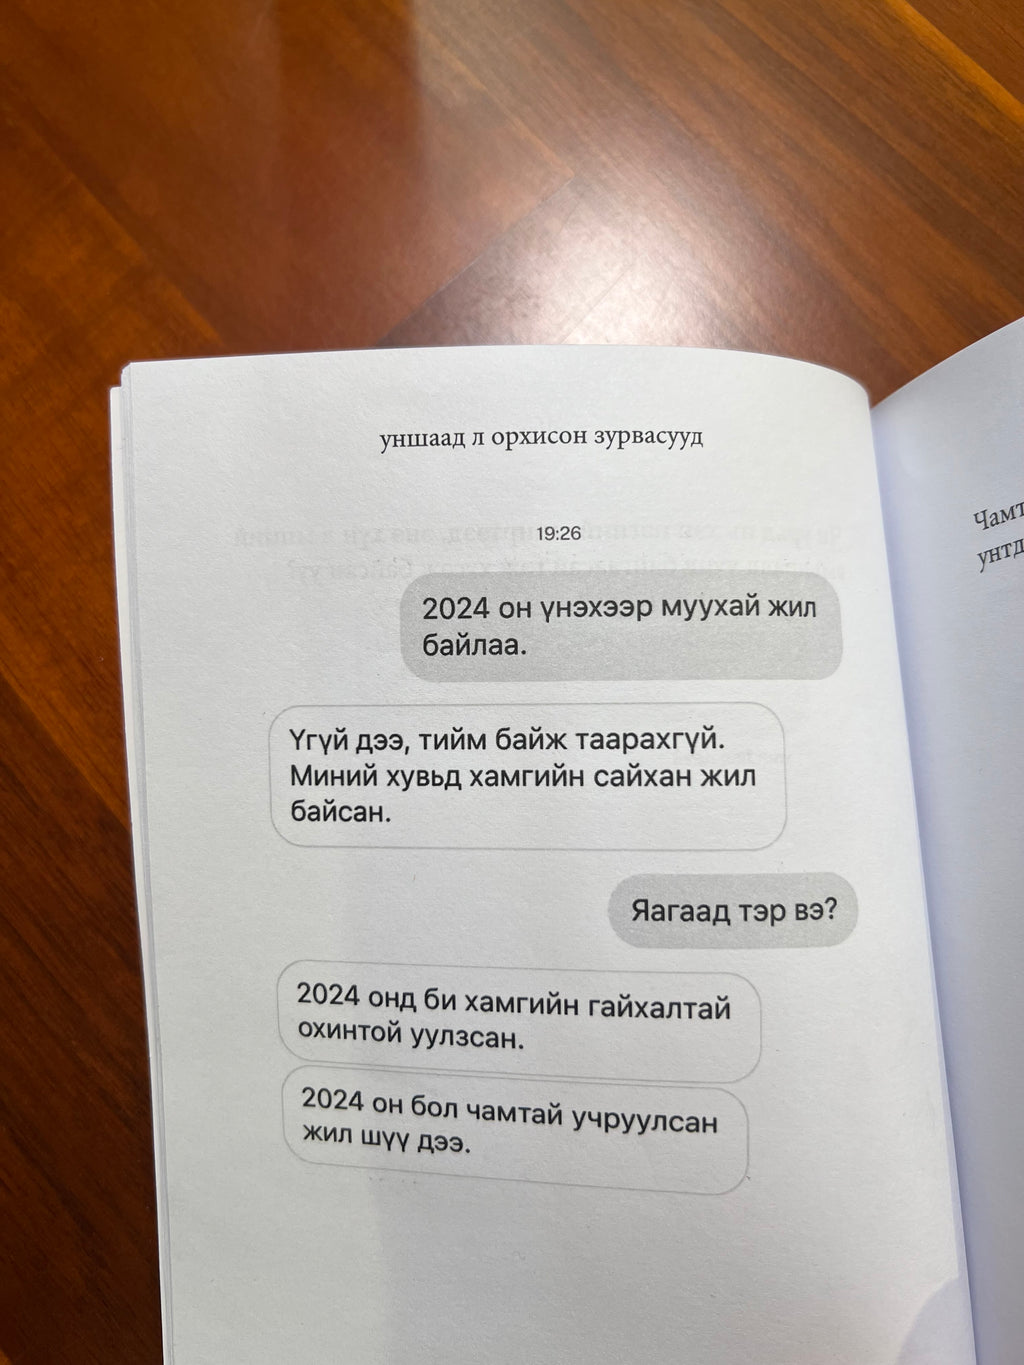 уншаад л орхисон зурвасууд
19:26
2024 он үнэхээр муухай жил
байлаа.
Үгүй дээ, тийм байж таарахгүй.
Миний хувьд хамгийн сайхан жил
байсан.
Яагаад тэр вэ?
2024 онд би хамгийн гайхалтай
охинтой уулзсан.
2024 он бол чамтай учруулсан
жил шүү дээ.